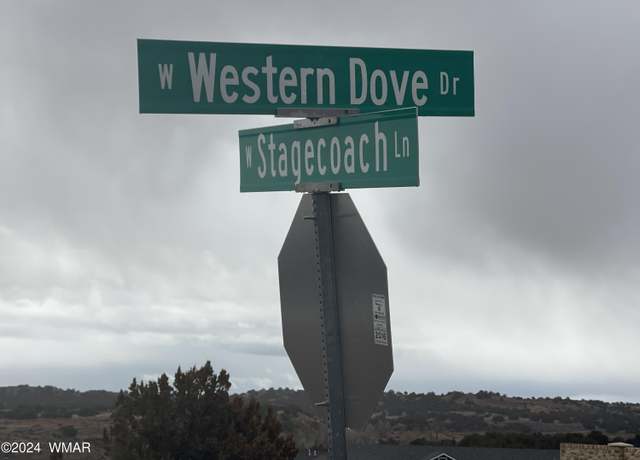 W Western Dove Dr
W Stagecoach Ln
©2024 WMAR